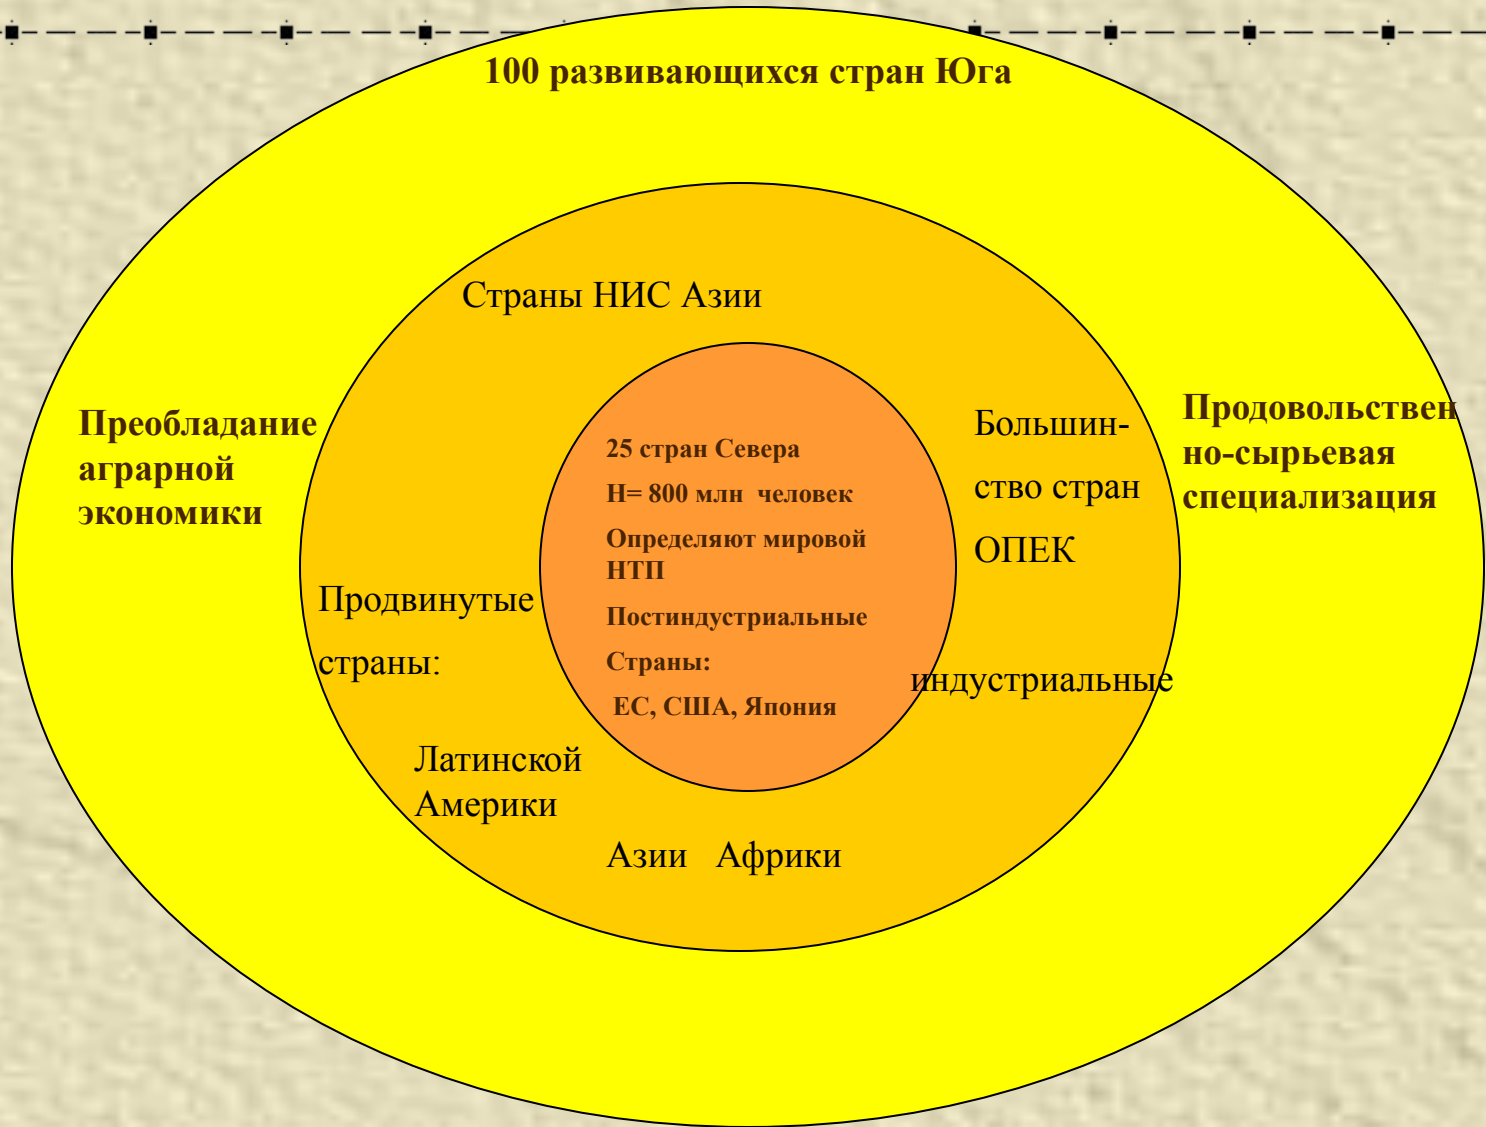 100 развивающихся стран Юга
Страны НИС Азии
Преобладание
аграрной
экономики
25 стран Севера
Н= 800 млн человек
Определяют мировой
НТП
Постиндустриальные
Страны:
ЕС, США, Япония
Большин-
ство стран
ОПЕК
Продовольствен
но-сырьевая
специализация
Продвинутые
страны:
индустриальные
Латинской
Америки
Азии Африки